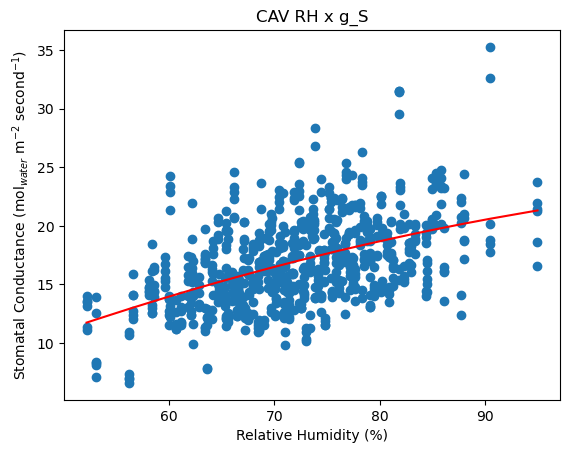 CAV RH x g_S
Stomatal Conductance (mol_water m⁻² second⁻¹)
35
30
25
20
15
10
60 70 80 90
Relative Humidity (%)